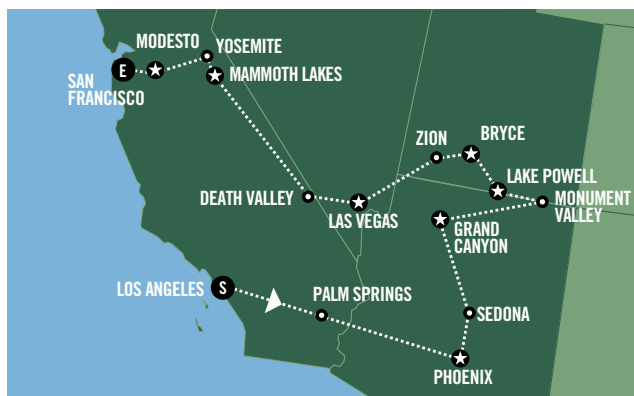 MODESTO
YOSEMITE
E
SAN
FRANCISCO
MAMMOTH LAKES
ZION
BRYCE
DEATH VALLEY
LAS VEGAS
LAKE POWELL
MONUMENT
VALLEY
GRAND
CANYON
LOS ANGELES
S
PALM SPRINGS
SEDONA
PHOENIX